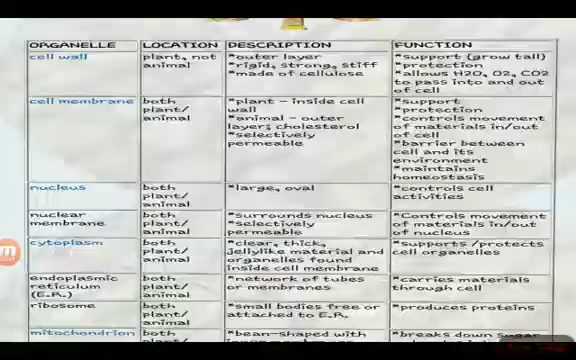 ORGANELLE LOCATION DESCRIPTION FUNCTION
cell wall
plant, not
animal
*outer layer
*rigid, strong, stiff
*made of cellulose
*support (grow tall)
*protection
*allows H2O, O2, CO2
to pass into and out
of cell
cell membrane
both
plant/
animal
*plant - inside cell
wall
*animal - outer
layer; cholesterol
*selectively
permeable
*support
*protection
*controls movement
of materials in/out
of cell
*barrier between
cell and its
environment
*maintains
homeostasis
nucleus
both
plant/
animal
*large, oval
*controls cell
activities
nuclear
membrane
both
plant/
animal
*surrounds nucleus
*selectively
permeable
*Controls movement
of materials in/out
of nucleus
cytoplasm
both
plant/
animal
*clear, thick,
jellylike material and
organelles found
inside cell membrane
*supports /protects
cell organelles
endoplasmic
reticulum
(E.R.)
both
plant/
animal
*network of tubes
or membranes
*carries materials
through cell
ribosome
both
plant/
animal
*small bodies free or
attached to E.R.
*produces proteins
mitochondrion
both
*bean-shaped with
*breaks down sugar